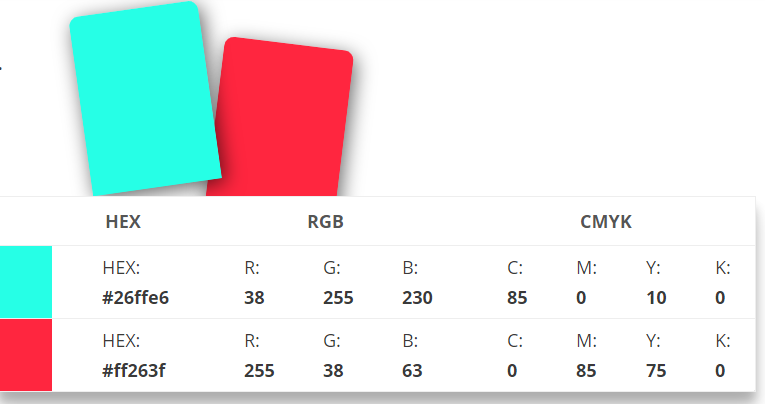 HEX RGB CMYK
HEX: R: G: B: C: M: Y: K:
#26ffe6 38 255 230 85 0 10 0
HEX: R: G: B: C: M: Y: K:
#ff263f 255 38 63 0 85 75 0